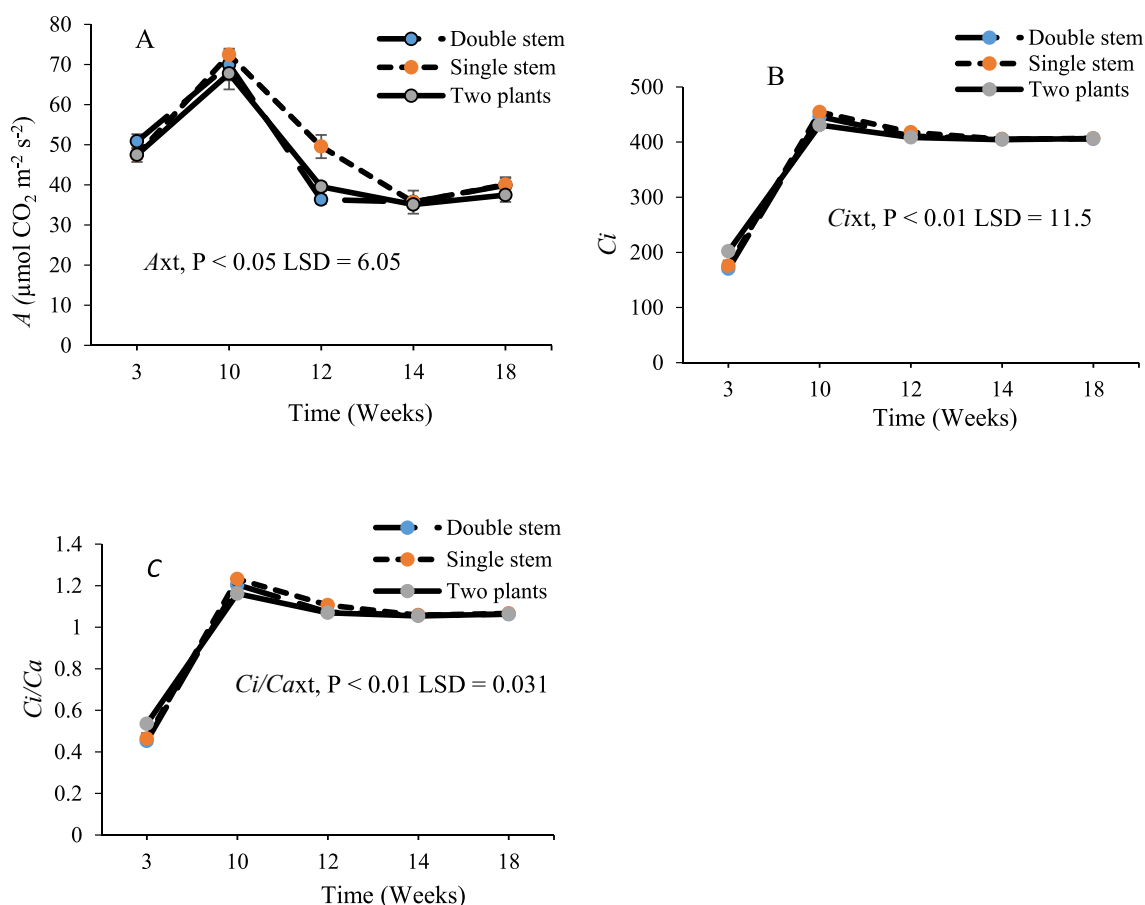 A
Double stem
Single stem
Two plants
80
70
60
50
40
30
20
10
0
A (µmol CO₂ m⁻² s⁻²)
Axt, P < 0.05 LSD = 6.05
3 10 12 14 18
Time (Weeks)
B
Double stem
Single stem
Two plants
500
400
300
200
100
0
Ci
Cixt, P < 0.01 LSD = 11.5
3 10 12 14 18
Time (Weeks)
C
Double stem
Single stem
Two plants
1.4
1.2
1
0.8
0.6
0.4
0.2
0
Ci/Ca
Ci/Caxt, P < 0.01 LSD = 0.031
3 10 12 14 18
Time (Weeks)